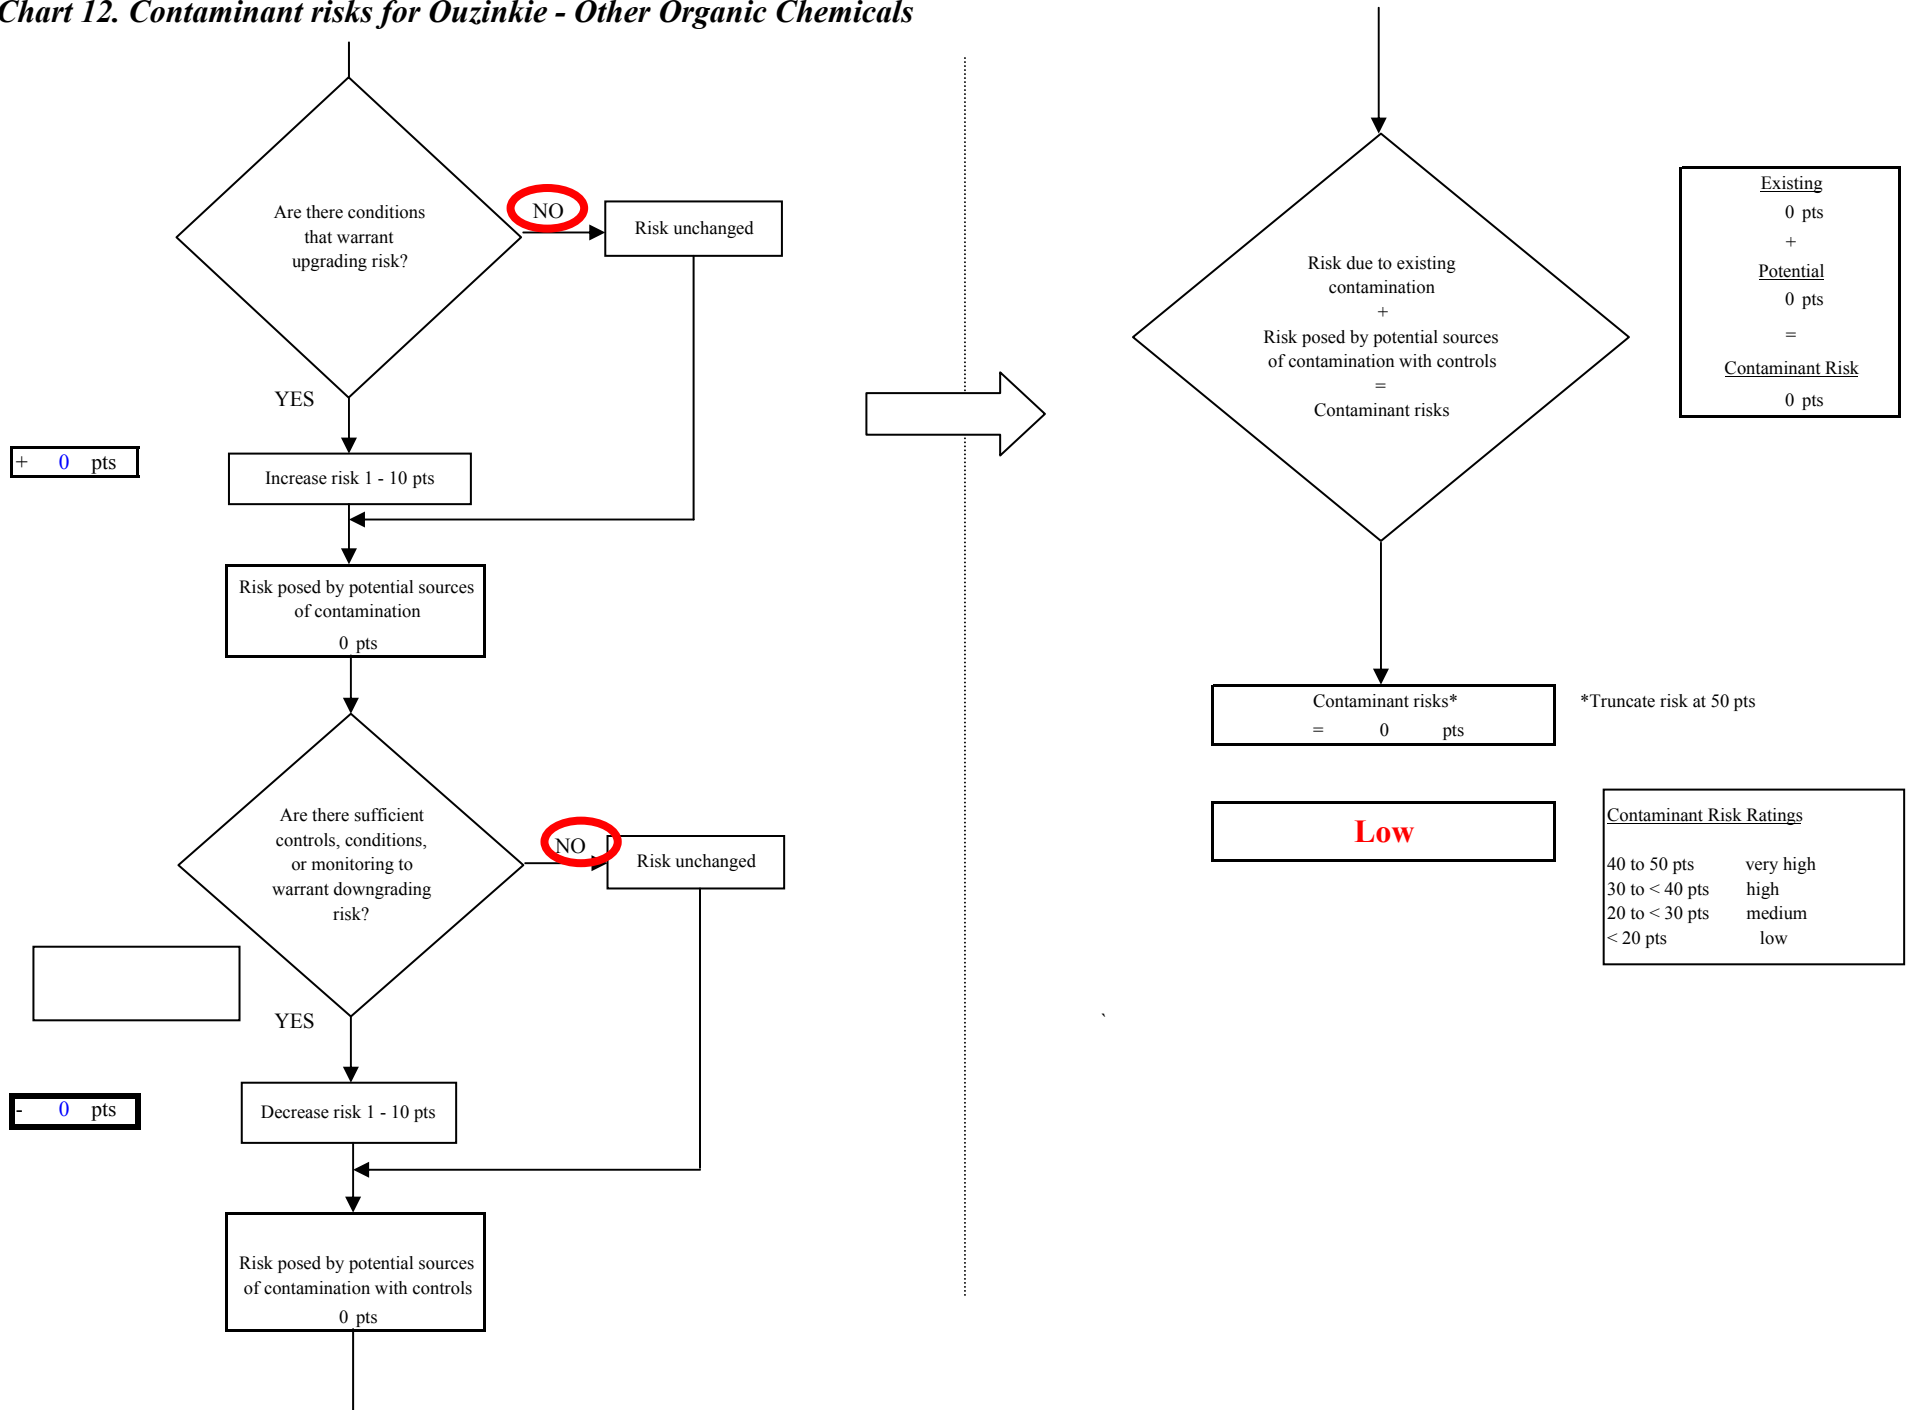 Chart 12. Contaminant risks for Ouzinkie - Other Organic Chemicals
Are there conditions
that warrant
upgrading risk?
NO
Risk unchanged
YES
+ 0 pts
Increase risk 1 - 10 pts
Risk posed by potential sources
of contamination
0 pts
Are there sufficient
controls, conditions,
or monitoring to
warrant downgrading
risk?
NO
Risk unchanged
YES
- 0 pts
Decrease risk 1 - 10 pts
Risk posed by potential sources
of contamination with controls
0 pts
Risk due to existing
contamination
+
Risk posed by potential sources
of contamination with controls
=
Contaminant risks
Existing
0 pts
+
Potential
0 pts
=
Contaminant Risk
0 pts
Contaminant risks*
= 0 pts
*Truncate risk at 50 pts
Low
Contaminant Risk Ratings
40 to 50 pts very high
30 to < 40 pts high
20 to < 30 pts medium
< 20 pts low
`